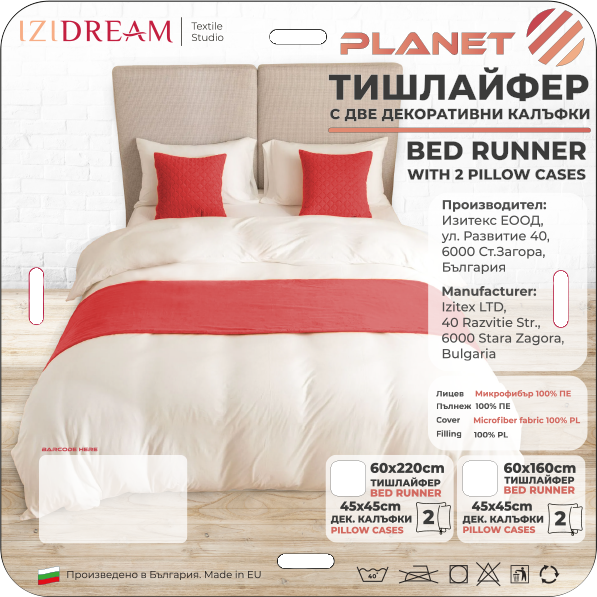 IZIDREAM
Textile
Studio
PLANET
ТИШЛАЙФЕР
С ДВЕ ДЕКОРАТИВНИ КАЛЪФКИ
BED RUNNER
WITH 2 PILLOW CASES
Производител:
Изитекс ЕООД,
ул. Развитие 40,
6000 Ст.Загора,
България
Manufacturer:
Izitex LTD,
40 Razvitie Str.,
6000 Stara Zagora,
Bulgaria
Лицев Микрофибър 100% ПЕ
Пълнеж 100% ПЕ
Cover Microfiber fabric 100% PL
Filling 100% PL
BARCODE HERE
60x220cm
ТИШЛАЙФЕР
BED RUNNER
45x45cm
ДЕК. КАЛЪФКИ
PILLOW CASES
2
60x160cm
ТИШЛАЙФЕР
BED RUNNER
45x45cm
ДЕК. КАЛЪФКИ
PILLOW CASES
2
Произведено в България. Made in EU
40°